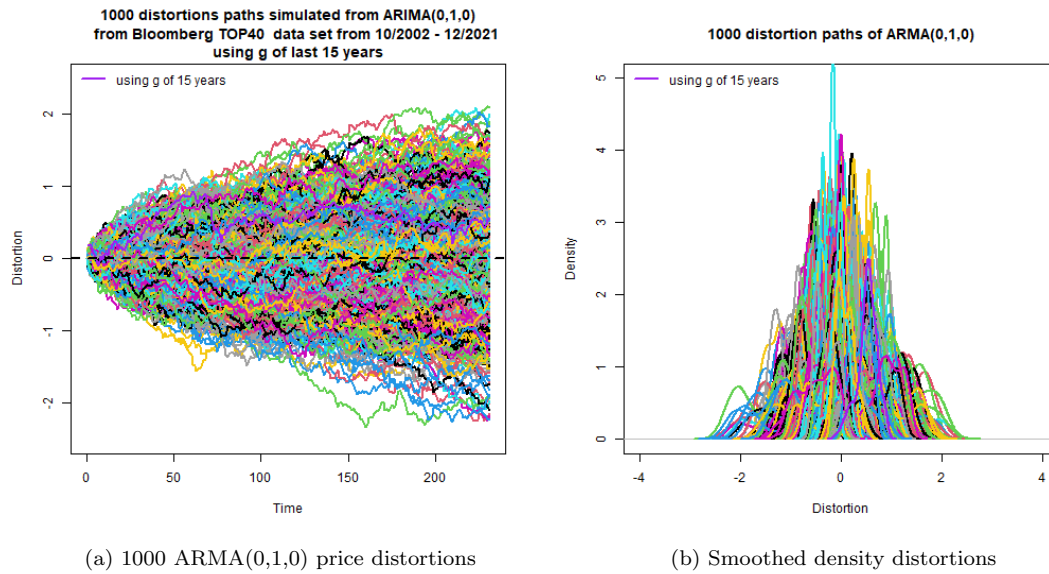 1000 distortions paths simulated from ARIMA(0,1,0)
from Bloomberg TOP40 data set from 10/2002 - 12/2021
using g of last 15 years
using g of 15 years
2
1
0
-1
-2
Distortion
0
50
100
150
200
Time
(a) 1000 ARMA(0,1,0) price distortions
1000 distortion paths of ARMA(0,1,0)
using g of 15 years
5
4
3
2
1
0
Density
-4
-2
0
2
4
Distortion
(b) Smoothed density distortions